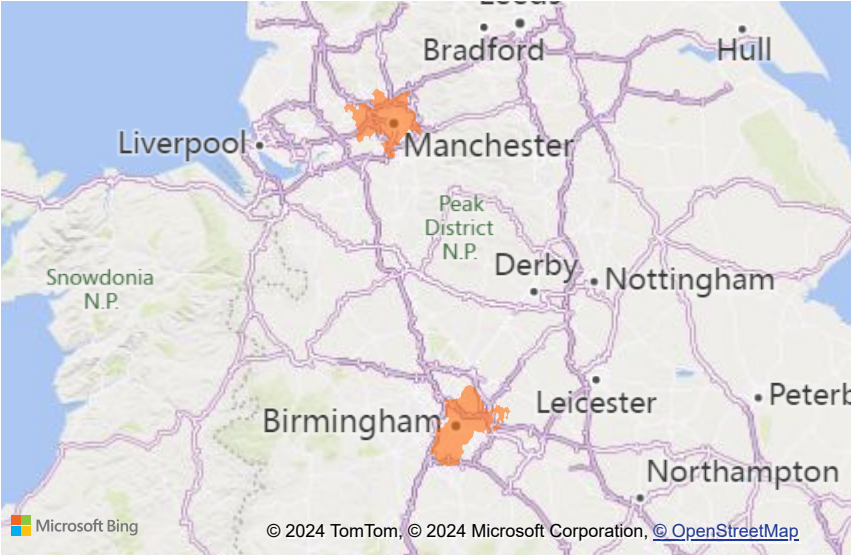 Bradford
Hull
Liverpool
Manchester
Peak
District
N.P.
Snowdonia
N.P.
Derby
Nottingham
Leicester
Birmingham
Northampton
Microsoft Bing
© 2024 TomTom, © 2024 Microsoft Corporation, © OpenStreetMap